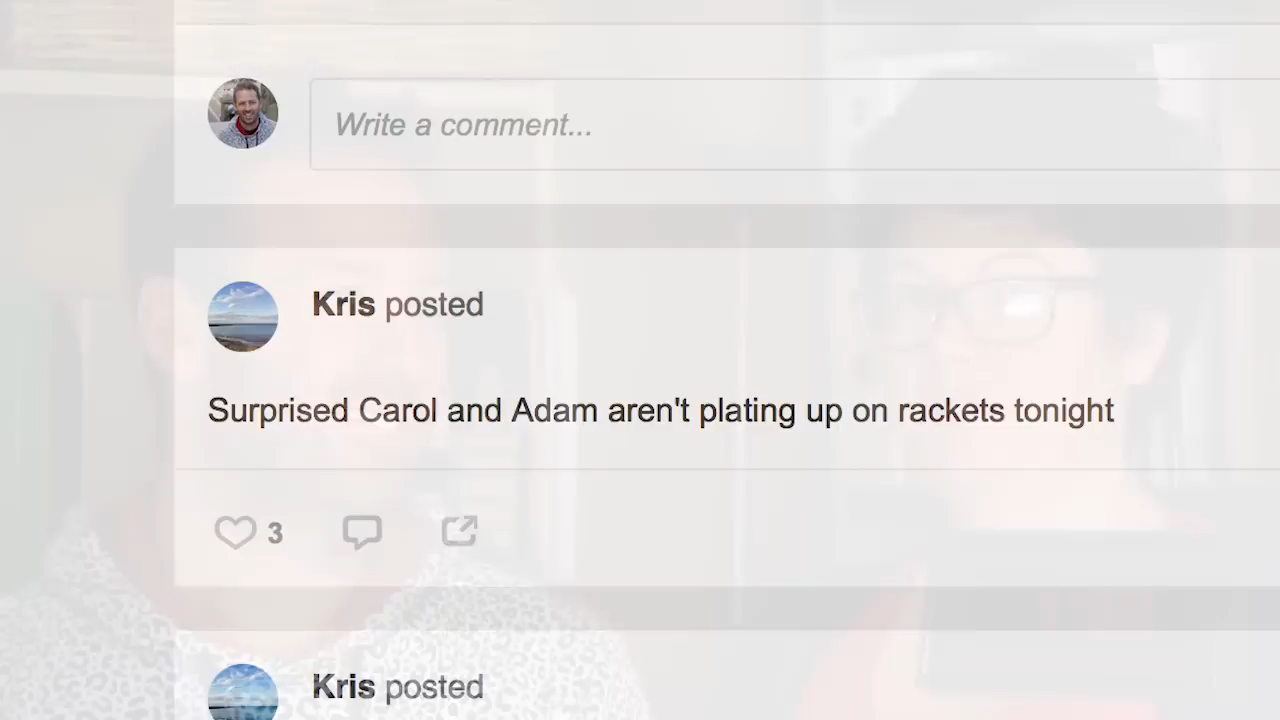 Write a comment...
Kris posted
Surprised Carol and Adam aren't plating up on rackets tonight
3
Kris posted